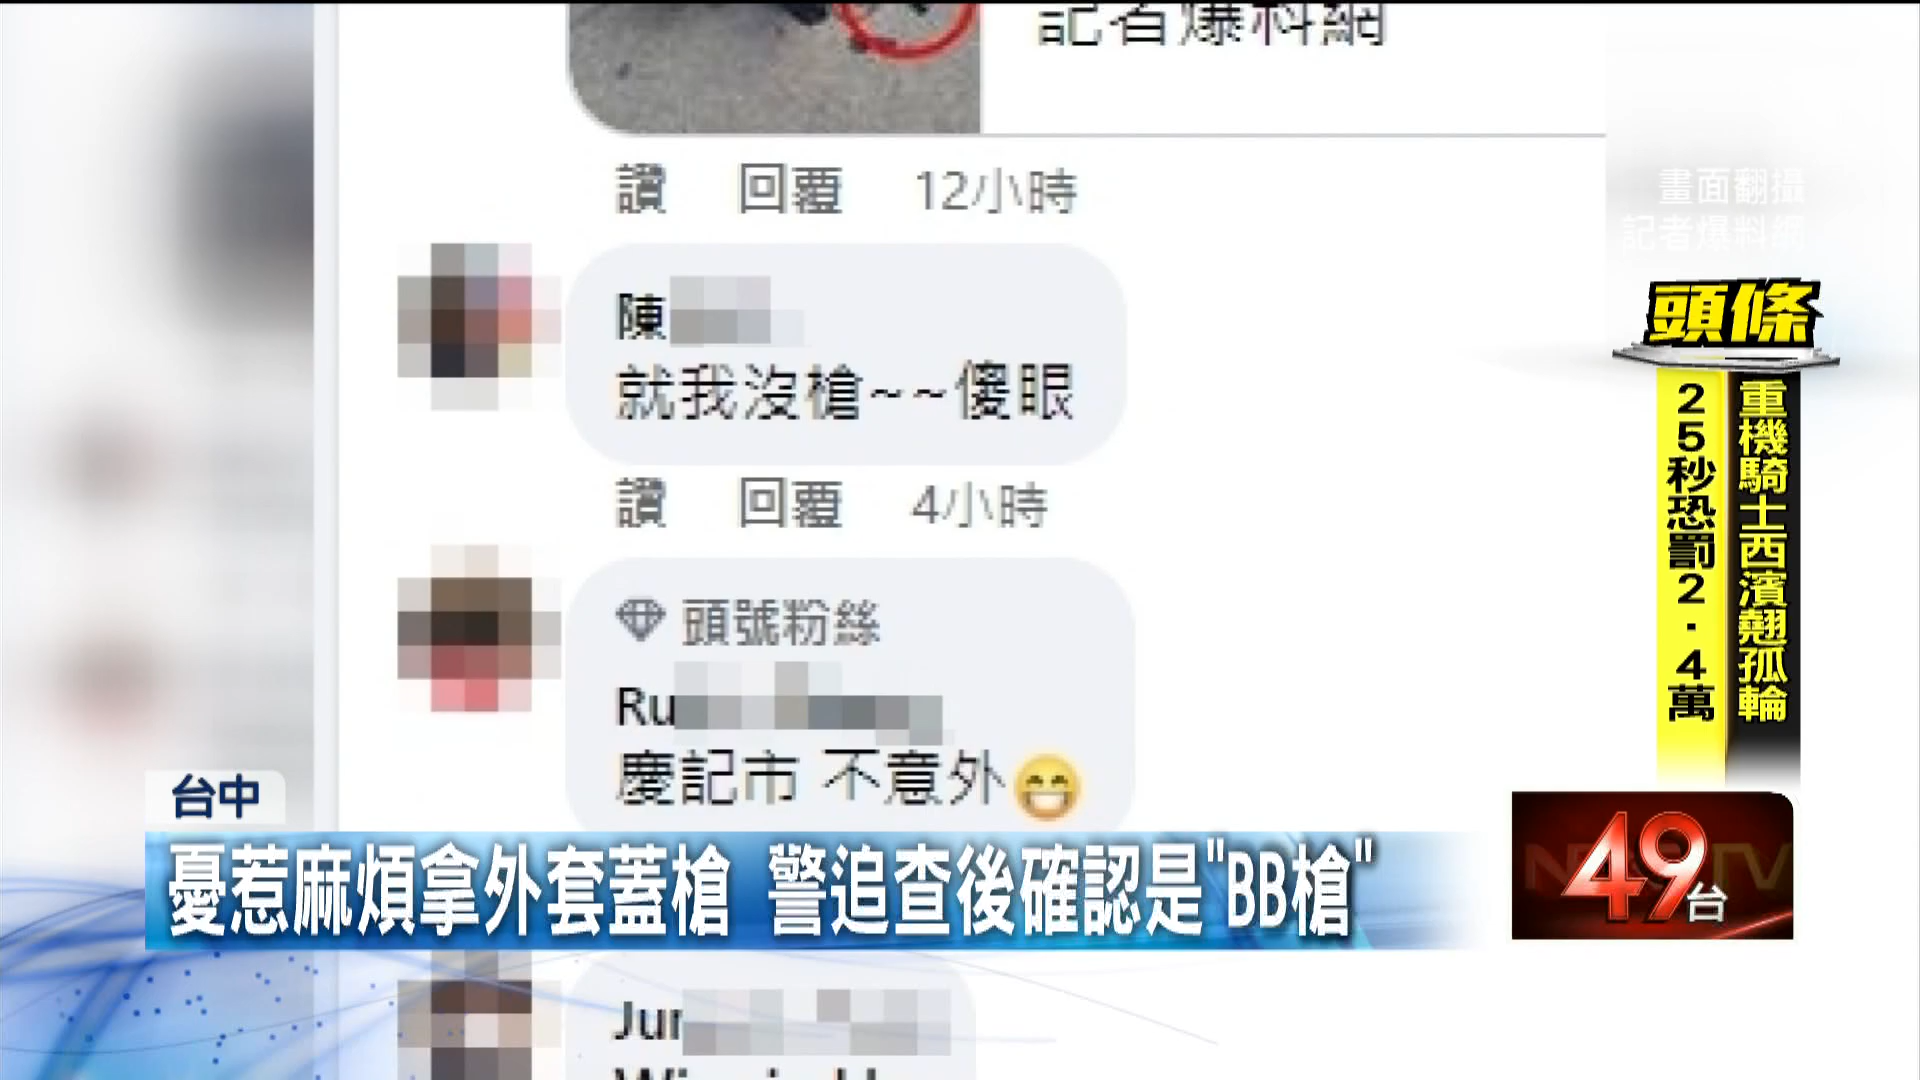 記者爆料網
讚 回覆 12小時
畫面翻攝
記者爆料網
陳
就我沒槍~~傻眼
讚 回覆 4小時
頭號粉絲
Ru
慶記市 不意外😁
台中
憂惹麻煩拿外套蓋槍 警追查後確認是"BB槍"
Jur
頭條
重機騎士西濱翹孤輪
25秒恐罰2.4萬
49台